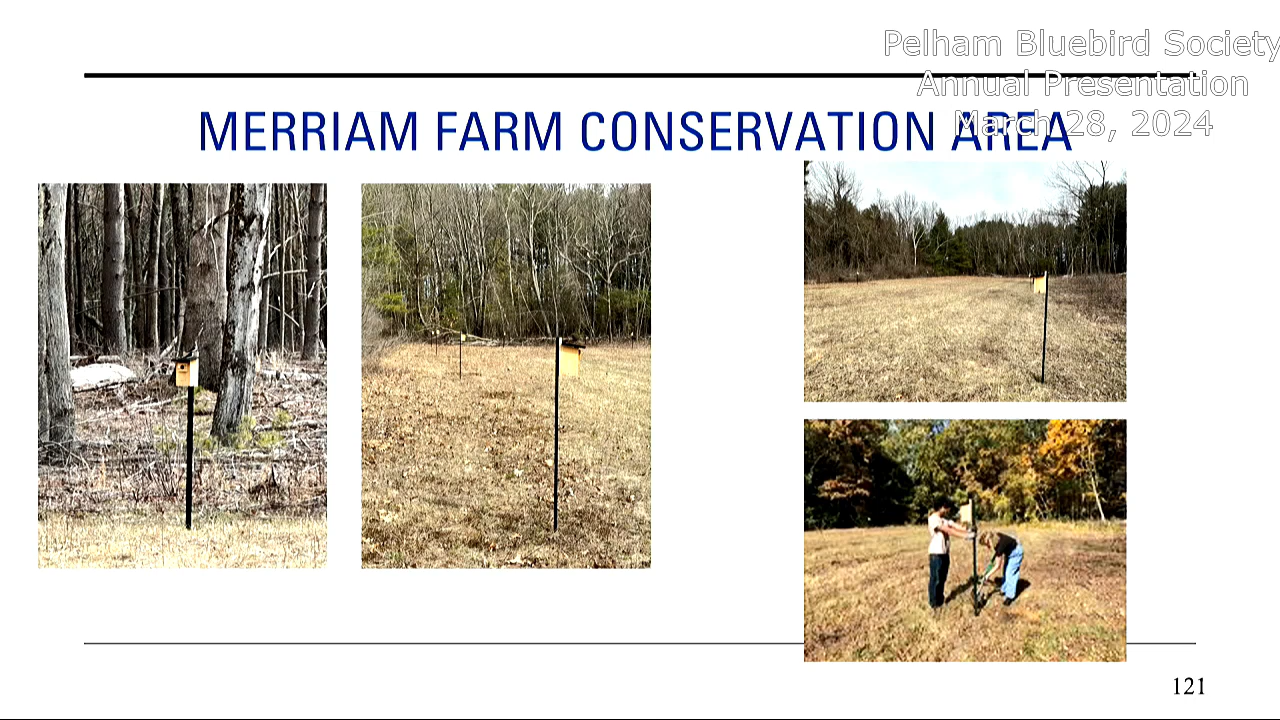 Pelham Bluebird Society
Annual Presentation
March 28, 2024
MERRIAM FARM CONSERVATION AREA
121